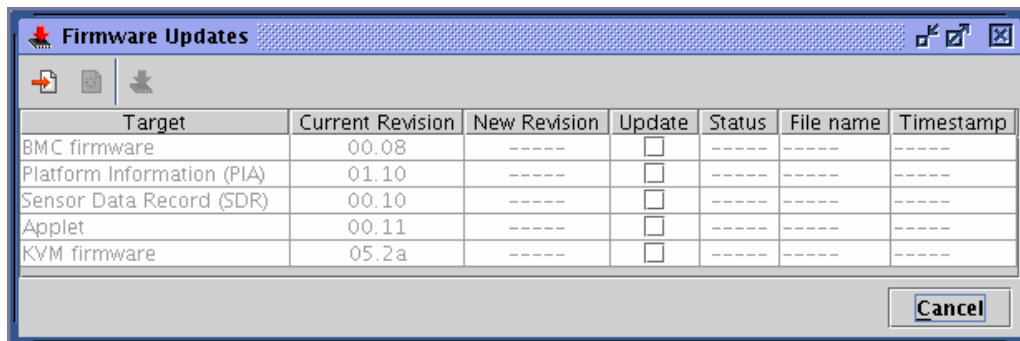 Firmware Updates
Target Current Revision New Revision Update Status File name Timestamp
BMC firmware 00.08 ----- ----- ----- -----
Platform Information (PIA) 01.10 ----- ----- ----- -----
Sensor Data Record (SDR) 00.10 ----- ----- ----- -----
Applet 00.11 ----- ----- ----- -----
KVM firmware 05.2a ----- ----- ----- -----
Cancel